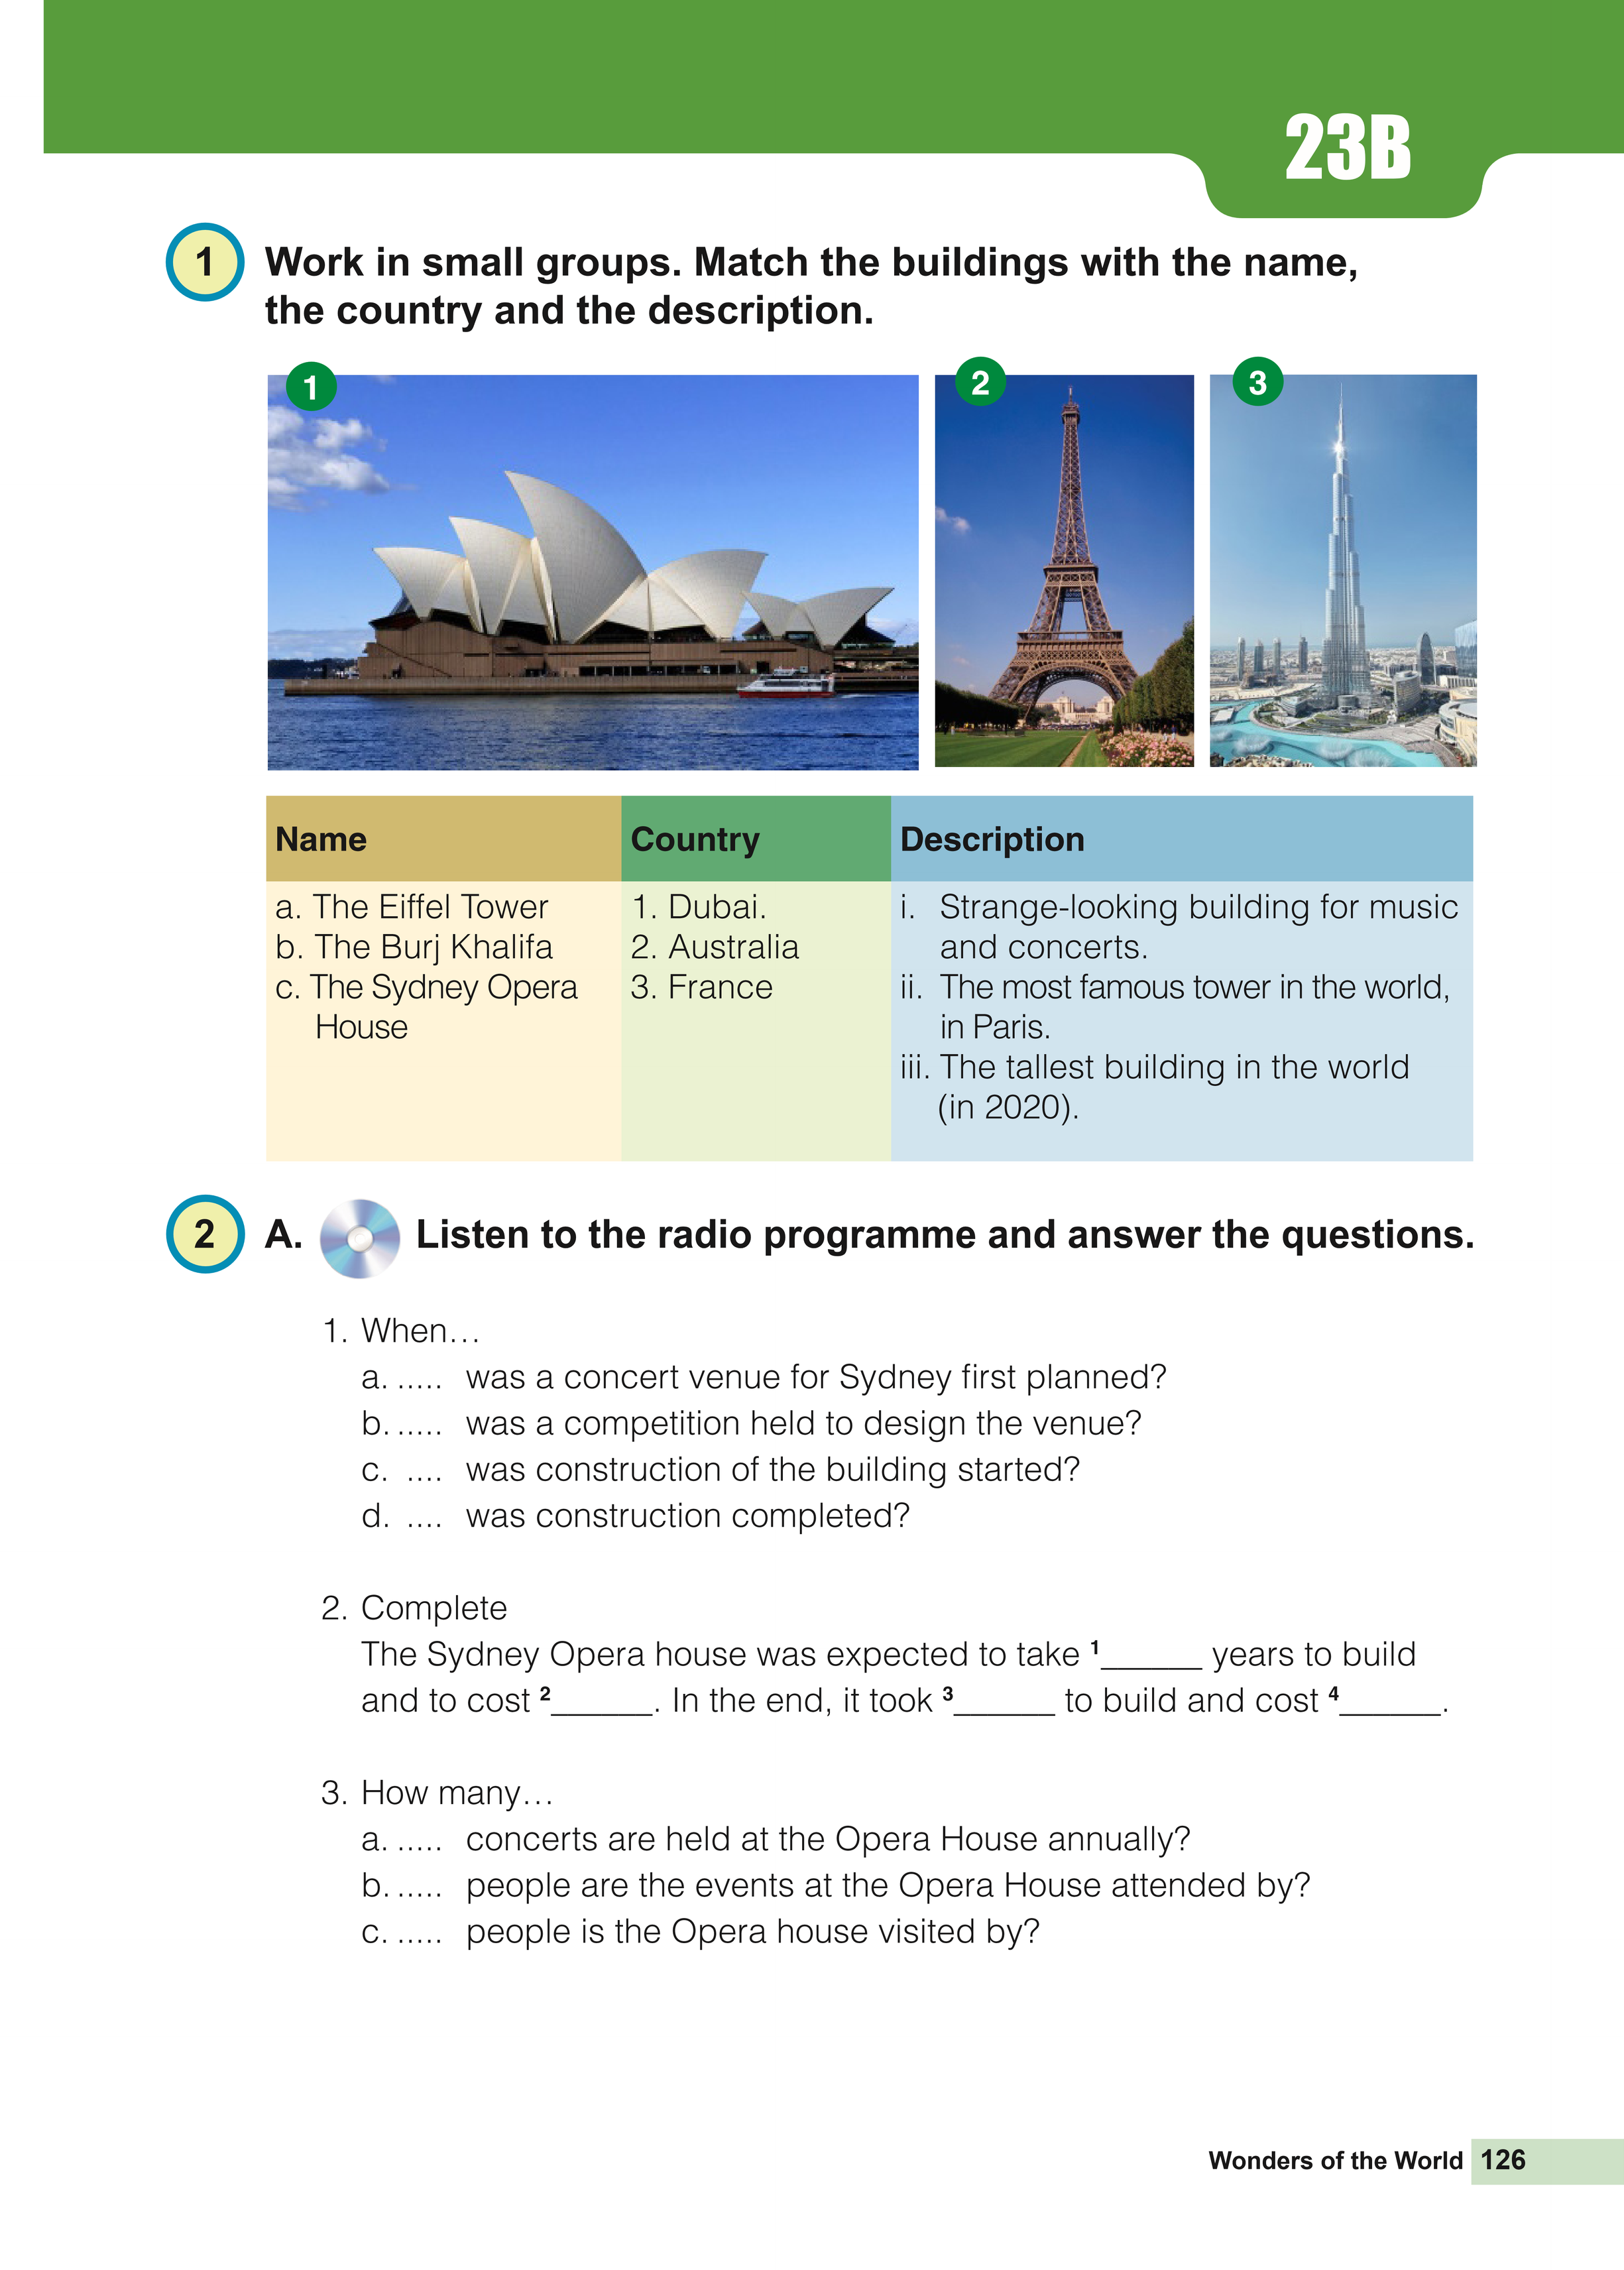 23B
1 Work in small groups. Match the buildings with the name,
the country and the description.
1
2
3
Name
a. The Eiffel Tower
b. The Burj Khalifa
c. The Sydney Opera
House
Country
1. Dubai.
2. Australia
3. France
Description
i. Strange-looking building for music
and concerts.
ii. The most famous tower in the world,
in Paris.
iii. The tallest building in the world
(in 2020).
2 A. Listen to the radio programme and answer the questions.
1. When…
a. ..... was a concert venue for Sydney first planned?
b. ..... was a competition held to design the venue?
c. .... was construction of the building started?
d. .... was construction completed?
2. Complete
The Sydney Opera house was expected to take ¹______ years to build
and to cost ²______. In the end, it took ³______ to build and cost ⁴______.
3. How many…
a. ..... concerts are held at the Opera House annually?
b. ..... people are the events at the Opera House attended by?
c. ..... people is the Opera house visited by?
Wonders of the World 126